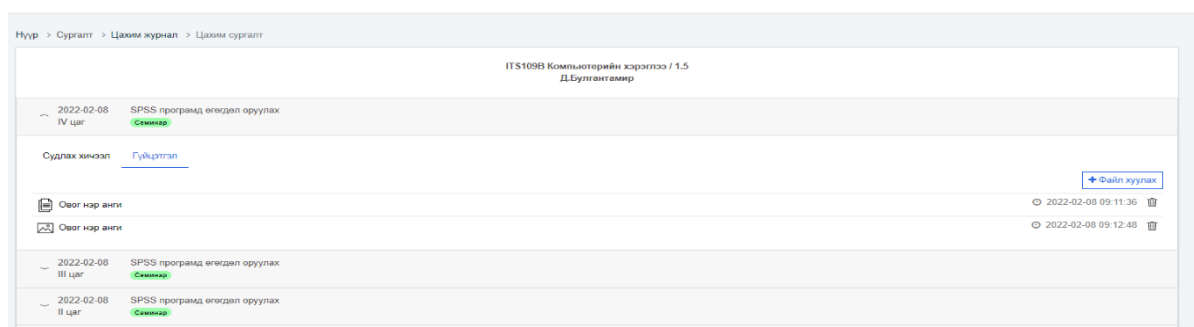 Нүүр > Сургалт > Цахим журнал > Цахим сургалт
ITS109B Компьютерийн хэрэглээ / 1.5
Д.Булгантамир
2022-02-08 SPSS програмд өгөгдөл оруулах
IV цаг Семинар
Судлах хичээл Гүйцэтгэл
+ Файл хуулах
Овог нэр анги 2022-02-08 09:11:36
Овог нэр анги 2022-02-08 09:12:48
2022-02-08 SPSS програмд өгөгдөл оруулах
III цаг Семинар
2022-02-08 SPSS програмд өгөгдөл оруулах
II цаг Семинар